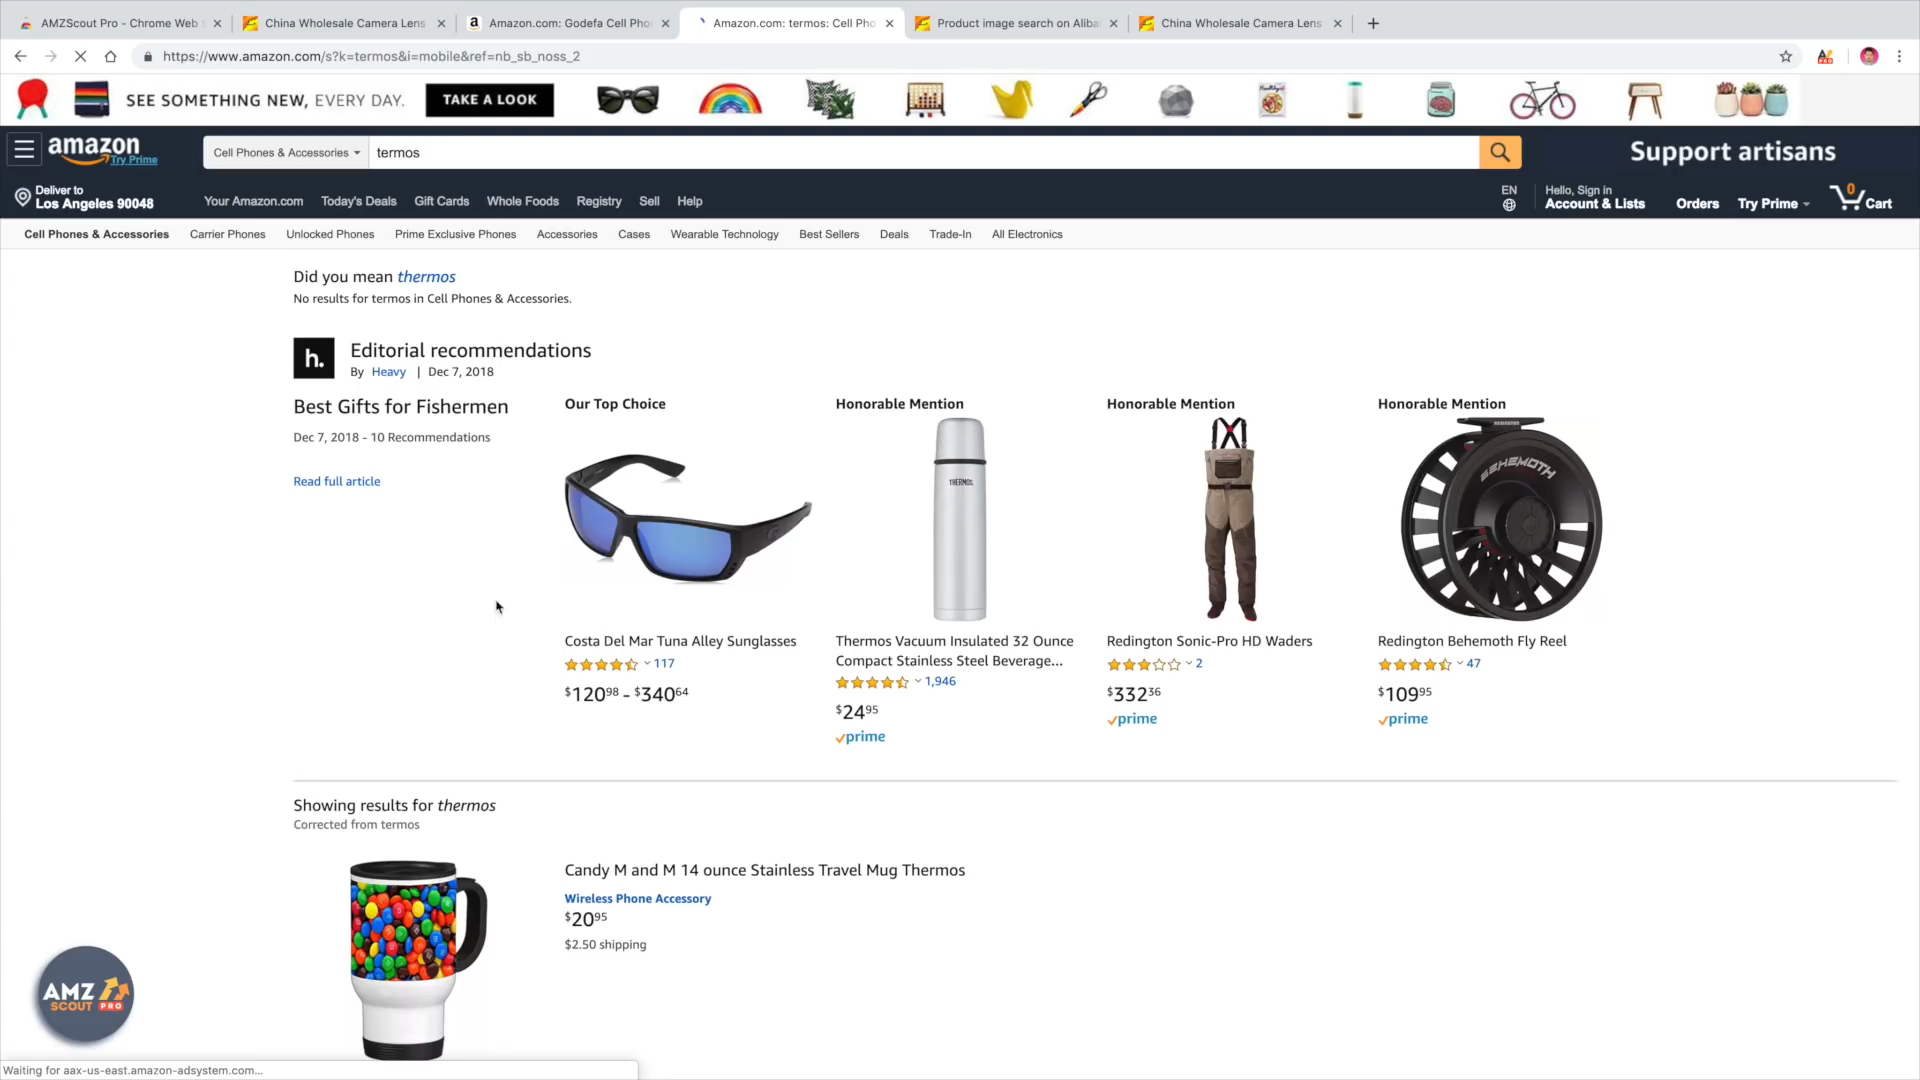 AMZScout Pro - Chrome Web
China Wholesale Camera Lens
Amazon.com: Godefa Cell Pho
Amazon.com: termos: Cell Pho
Product image search on Aliba
China Wholesale Camera Lens
https://www.amazon.com/s?k=termos&i=mobile&ref=nb_sb_noss_2
SEE SOMETHING NEW, EVERY DAY.
TAKE A LOOK
amazon
Try Prime
Cell Phones & Accessories
termos
Support artisans
Deliver to
Los Angeles 90048
Your Amazon.com
Today's Deals
Gift Cards
Whole Foods
Registry
Sell
Help
EN
Hello, Sign in
Account & Lists
Orders
Try Prime
0
Cart
Cell Phones & Accessories
Carrier Phones
Unlocked Phones
Prime Exclusive Phones
Accessories
Cases
Wearable Technology
Best Sellers
Deals
Trade-In
All Electronics
Did you mean thermos
No results for termos in Cell Phones & Accessories.
h.
Editorial recommendations
By Heavy | Dec 7, 2018
Best Gifts for Fishermen
Dec 7, 2018 - 10 Recommendations
Read full article
Our Top Choice
Costa Del Mar Tuna Alley Sunglasses
117
$120.98 - $340.64
Honorable Mention
THERMOS
Thermos Vacuum Insulated 32 Ounce
Compact Stainless Steel Beverage...
1,946
$24.95
prime
Honorable Mention
Redington Sonic-Pro HD Waders
2
$332.36
prime
Honorable Mention
BEHEMOTH
Redington Behemoth Fly Reel
47
$109.95
prime
Showing results for thermos
Corrected from termos
Candy M and M 14 ounce Stainless Travel Mug Thermos
Wireless Phone Accessory
$20.95
$2.50 shipping
AMZ
SCOUT PRO
Waiting for aax-us-east.amazon-adsystem.com...